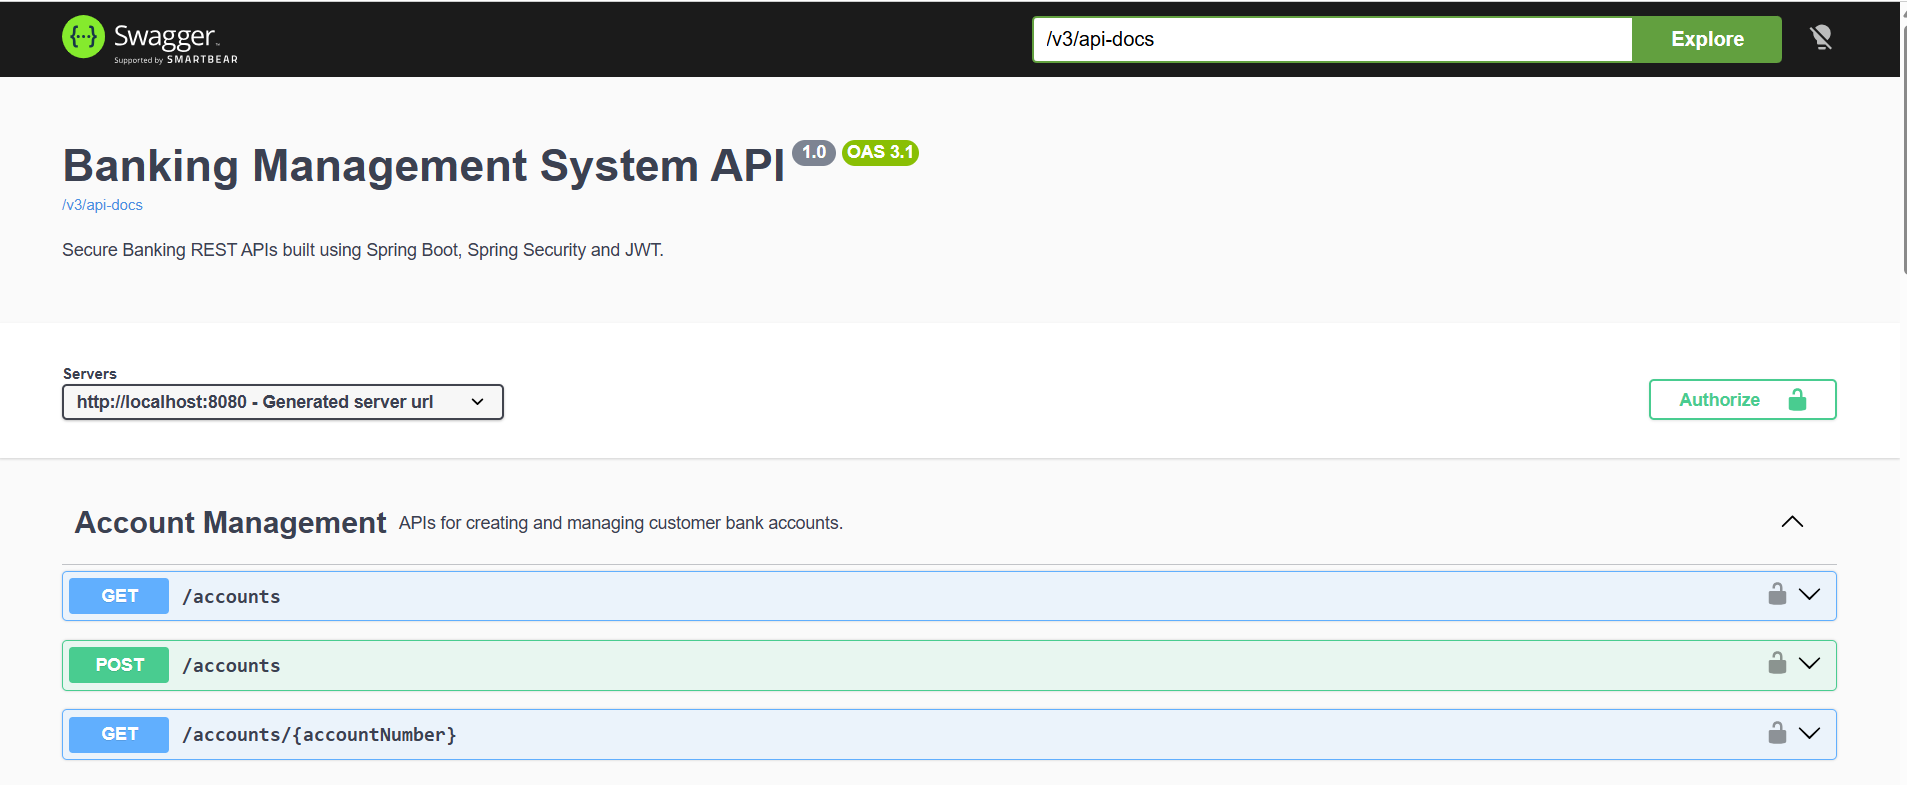 Swagger
Supported by SMARTBEAR
/v3/api-docs
Explore
Banking Management System API 1.0 OAS 3.1
/v3/api-docs
Secure Banking REST APIs built using Spring Boot, Spring Security and JWT.
Servers
http://localhost:8080 - Generated server url
Authorize
Account Management APIs for creating and managing customer bank accounts.
GET /accounts
POST /accounts
GET /accounts/{accountNumber}